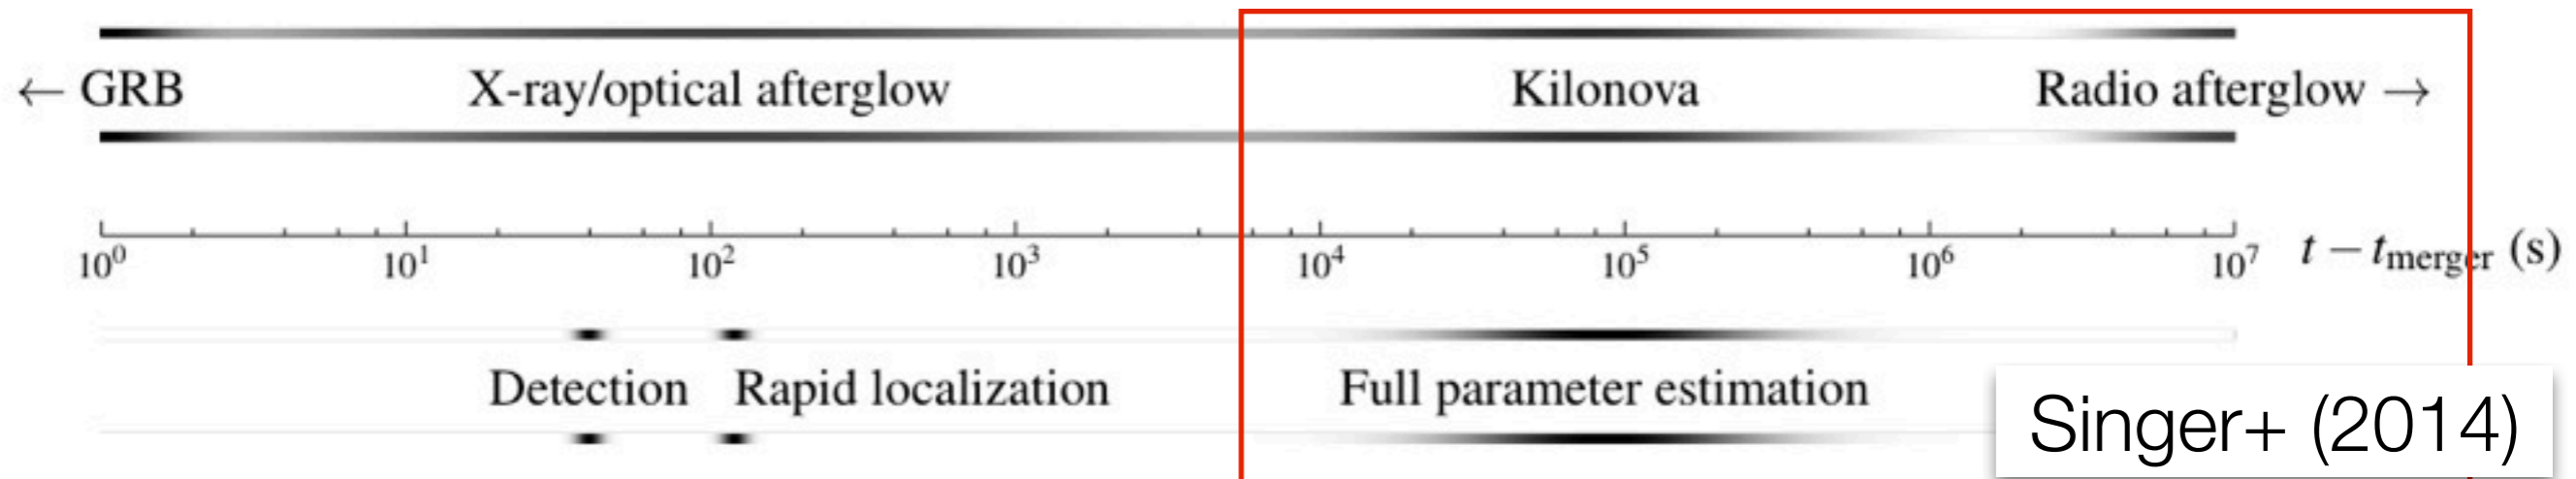 ← GRB X-ray/optical afterglow Kilonova Radio afterglow →
10⁰ 10¹ 10² 10³ 10⁴ 10⁵ 10⁶ 10⁷ t − tmerger (s)
Detection Rapid localization Full parameter estimation
Singer+ (2014)